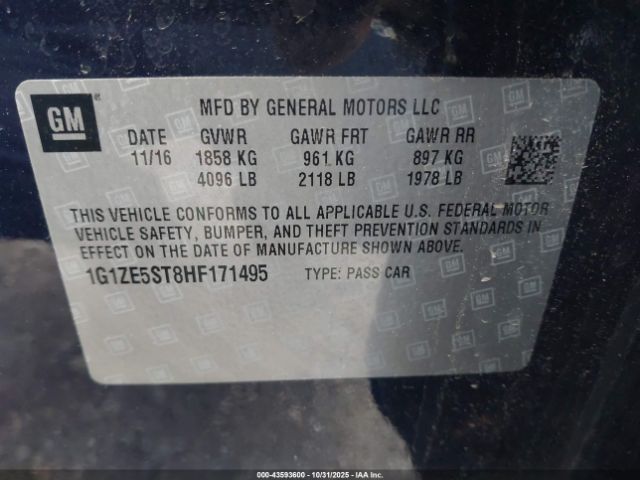 GM
MFD BY GENERAL MOTORS LLC
DATE GVWR GAWR FRT GAWR RR
11/16 1858 KG 961 KG 897 KG
4096 LB 2118 LB 1978 LB
THIS VEHICLE CONFORMS TO ALL APPLICABLE U.S. FEDERAL MOTOR
VEHICLE SAFETY, BUMPER, AND THEFT PREVENTION STANDARDS IN
EFFECT ON THE DATE OF MANUFACTURE SHOWN ABOVE.
1G1ZE5ST8HF171495 TYPE: PASS CAR
000-43593600 - 10/31/2025 - IAAI.COM